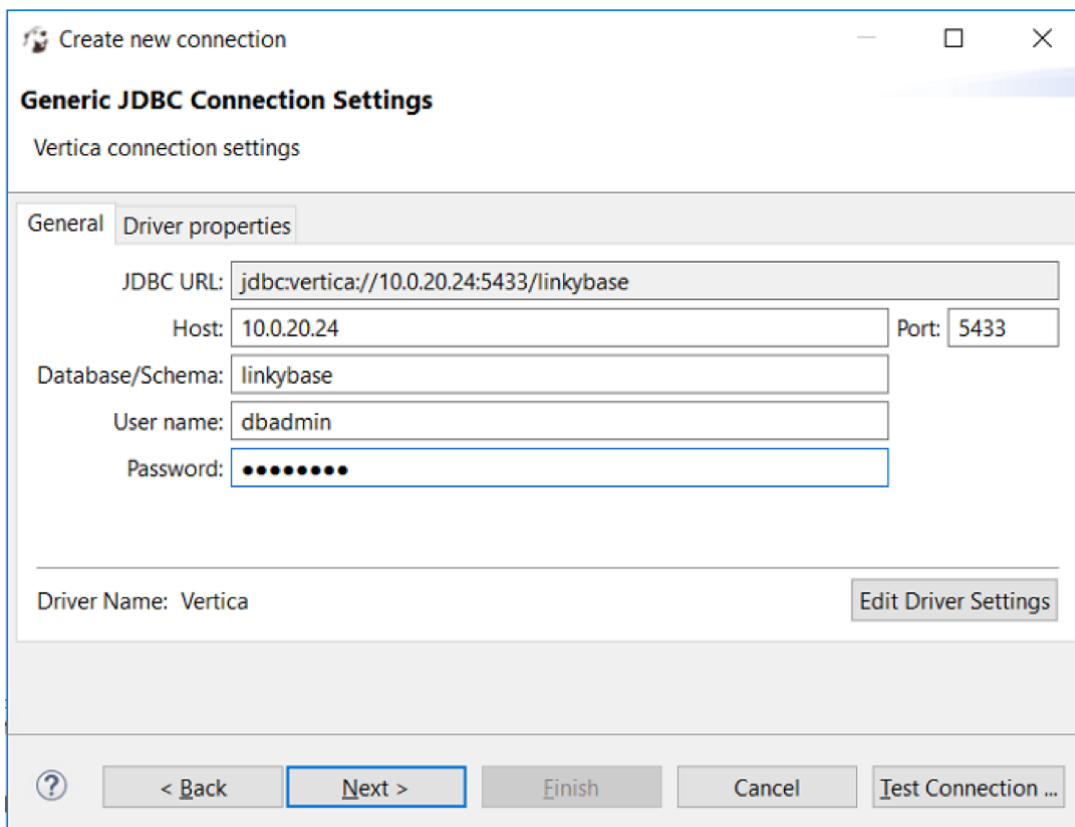 Create new connection
Generic JDBC Connection Settings
Vertica connection settings
General Driver properties
JDBC URL: jdbc:vertica://10.0.20.24:5433/linkybase
Host: 10.0.20.24 Port: 5433
Database/Schema: linkybase
User name: dbadmin
Password: ●●●●●●●●
Driver Name: Vertica Edit Driver Settings
? < Back Next > Finish Cancel Test Connection ...